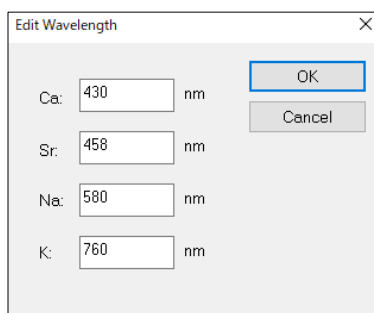 Edit Wavelength
Ca: 430 nm OK
Cancel
Sr: 458 nm
Na: 580 nm
K: 760 nm